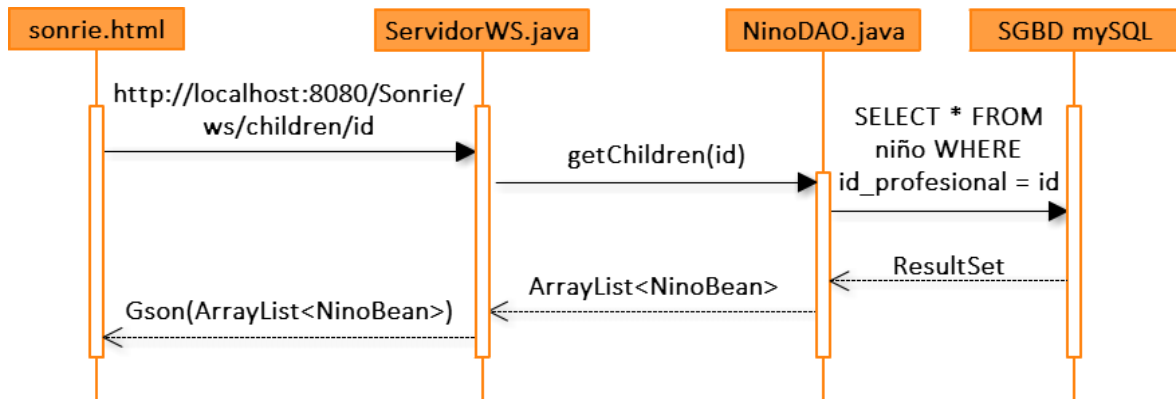 sonrie.html
ServidorWS.java
NinoDAO.java
SGBD mySQL
http://localhost:8080/Sonrie/
ws/children/id
getChildren(id)
SELECT * FROM
niño WHERE
id_profesional = id
ResultSet
ArrayList<NinoBean>
Gson(ArrayList<NinoBean>)